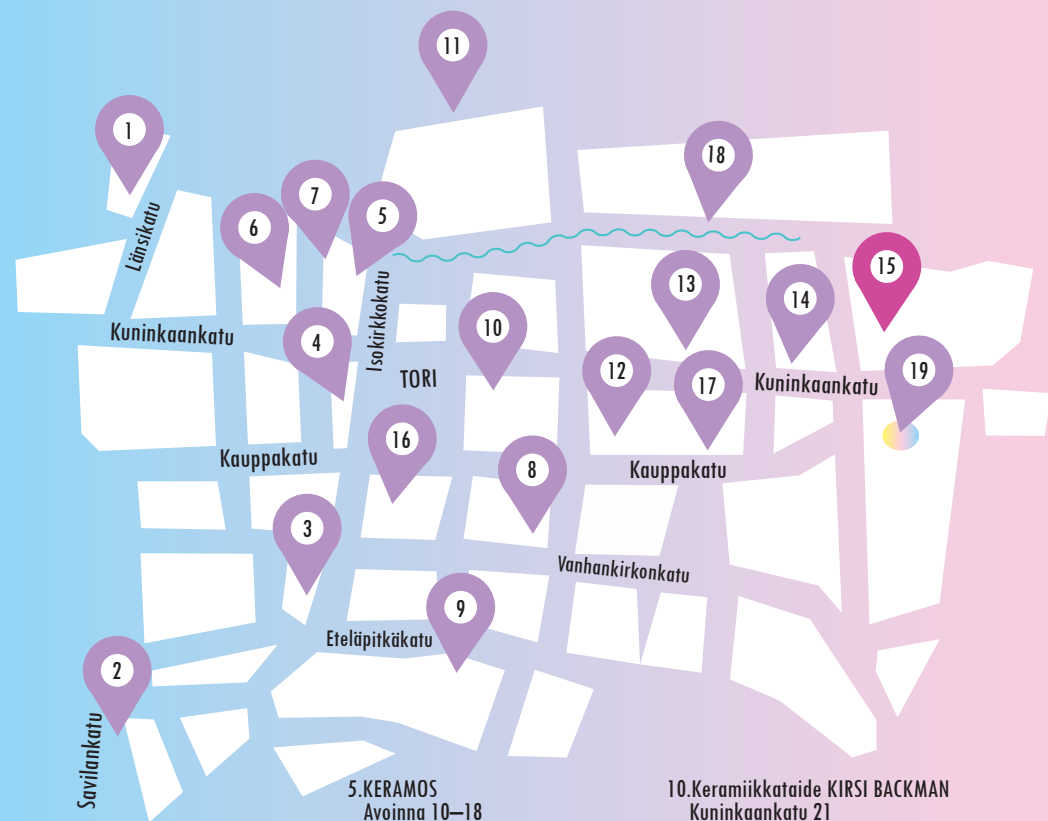 11
1
18
7
5
6
Länsikatu
15
13
14
Isokirkkokatu
10
Kuninkaankatu
4
TORI
12
17
Kuninkaankatu
19
16
Kauppakatu
8
Kauppakatu
3
Vanhankirkonkatu
9
Eteläpitkäkatu
2
Savilankatu
5.KERAMOS
Avoinna 10–18
10.Keramiikkataide KIRSI BACKMAN
Kuninkaankatu 21